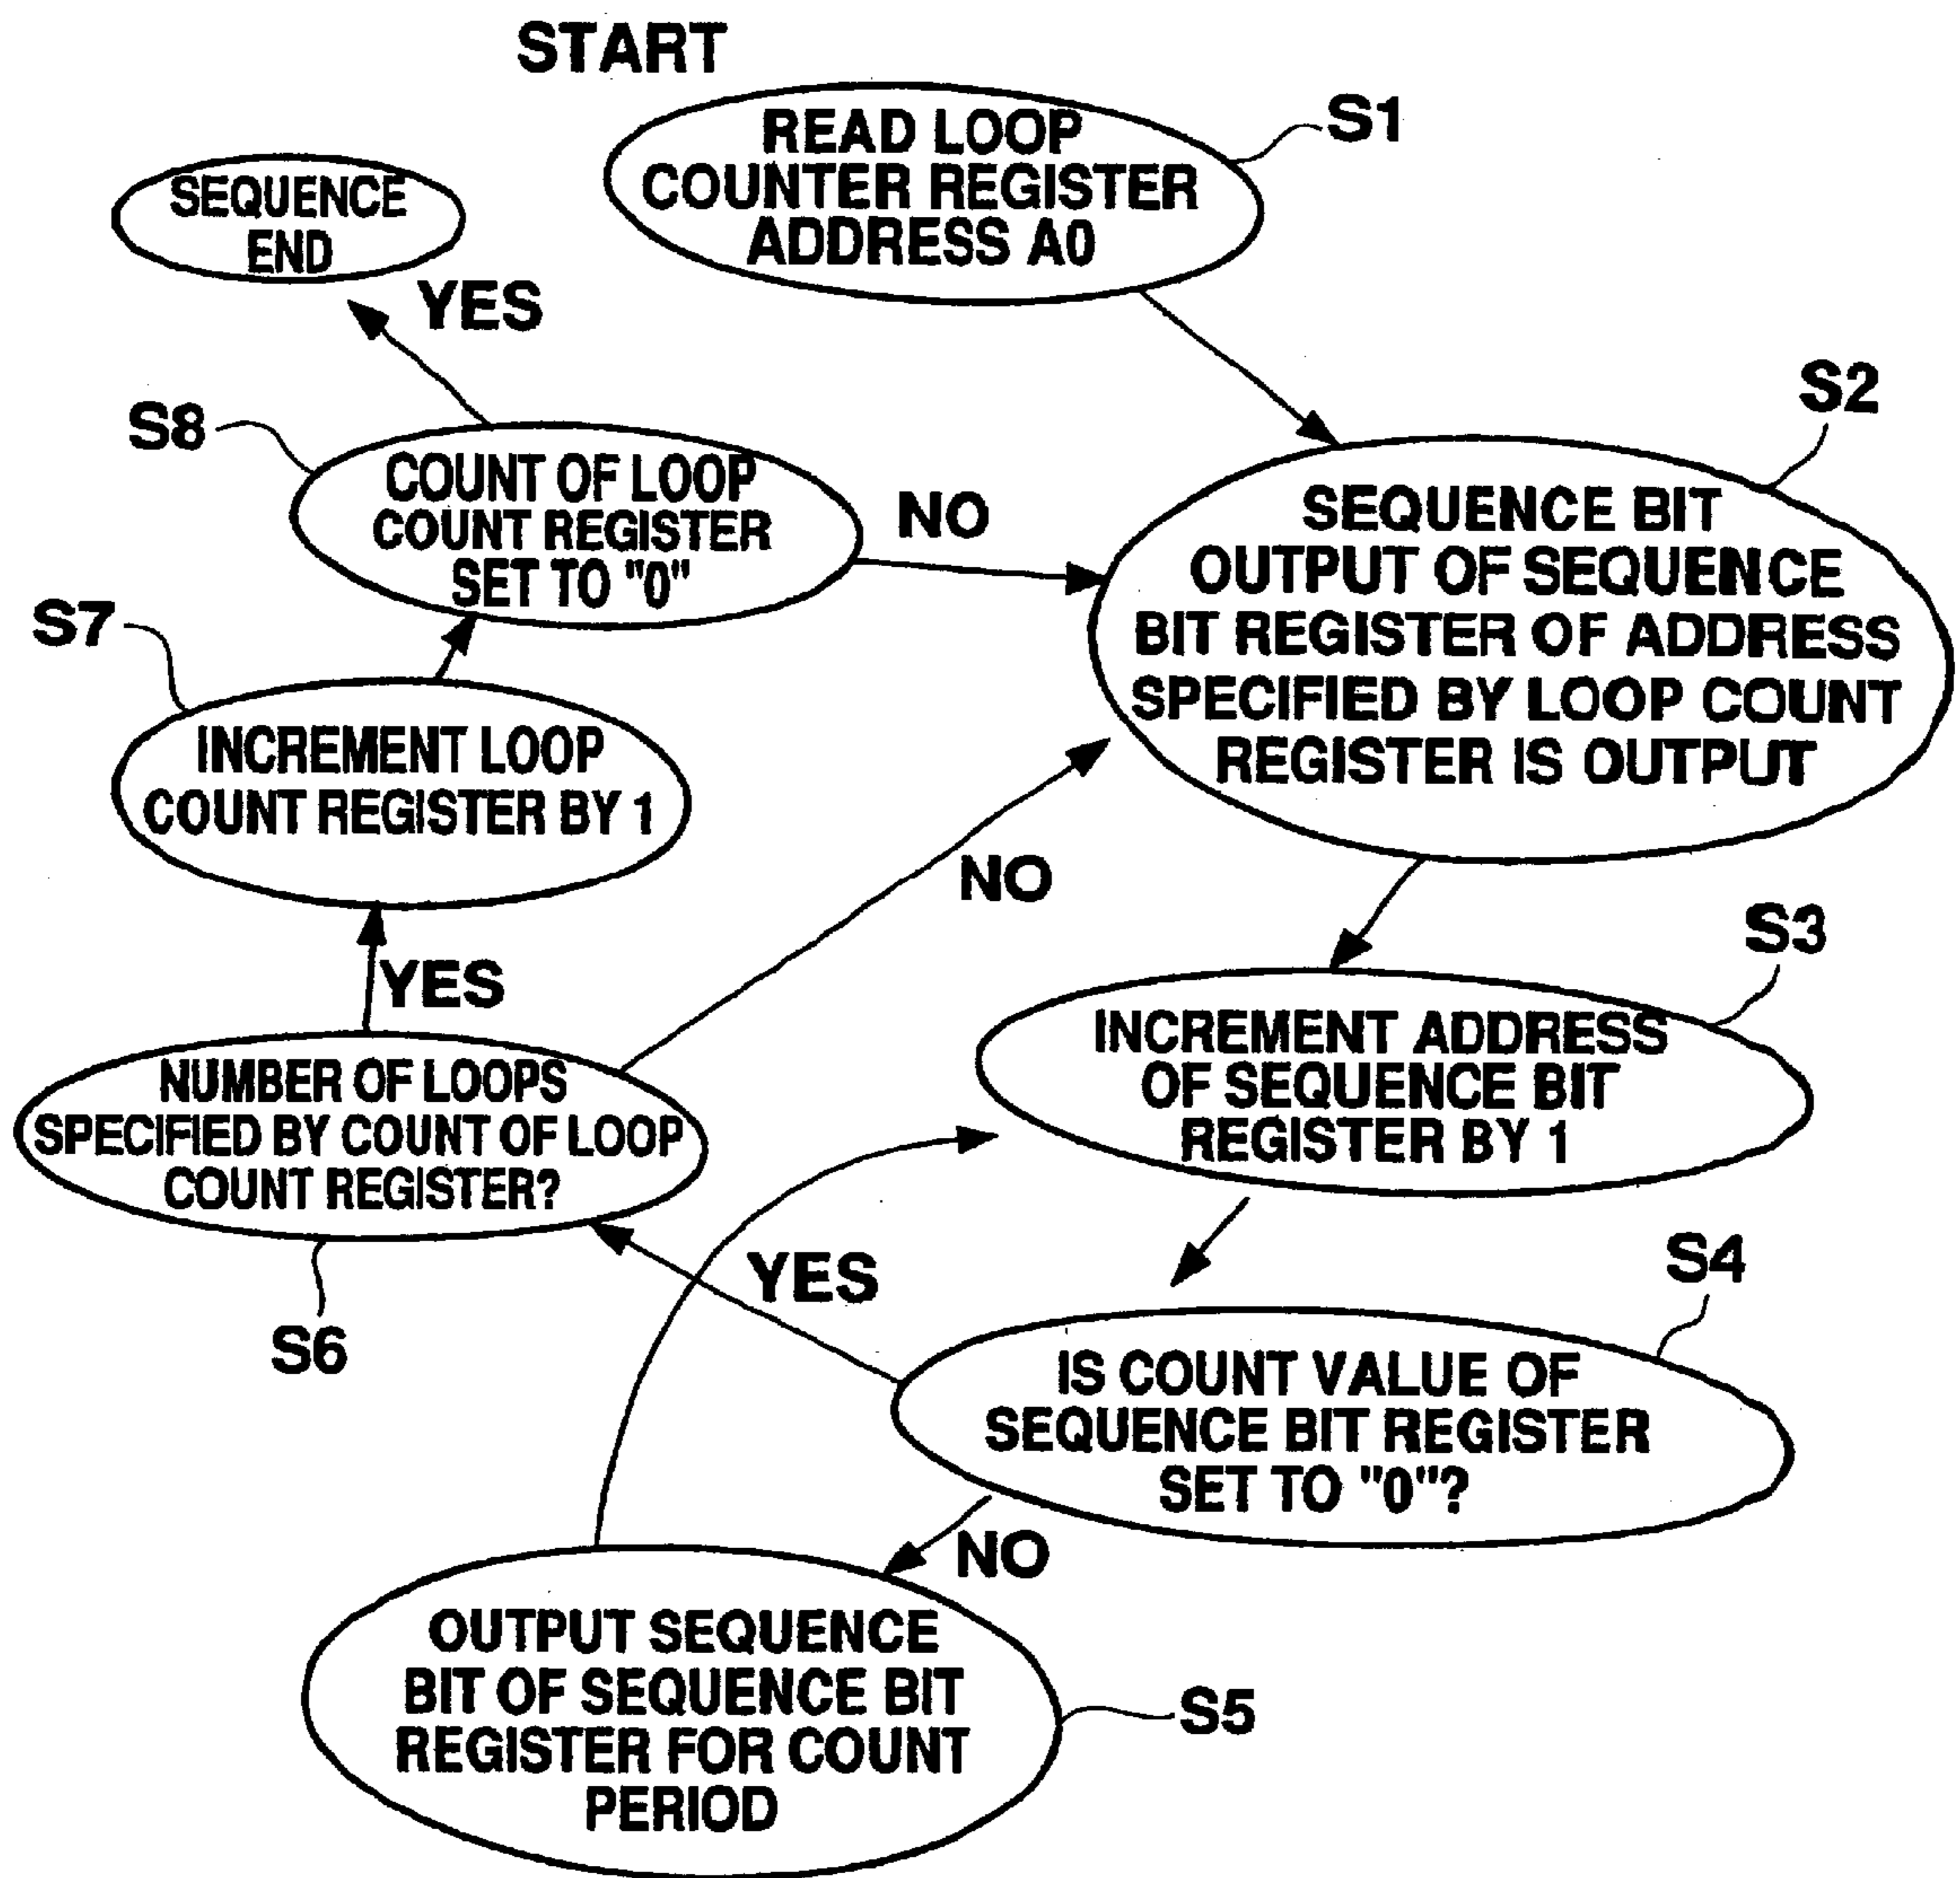 START
READ LOOP
COUNTER REGISTER
ADDRESS A0
S1
SEQUENCE
END
YES
S2
S8
COUNT OF LOOP
COUNT REGISTER
SET TO "0"
NO
SEQUENCE BIT
OUTPUT OF SEQUENCE
BIT REGISTER OF ADDRESS
SPECIFIED BY LOOP COUNT
REGISTER IS OUTPUT
S7
INCREMENT LOOP
COUNT REGISTER BY 1
NO
YES
S3
INCREMENT ADDRESS
OF SEQUENCE BIT
REGISTER BY 1
NUMBER OF LOOPS
SPECIFIED BY COUNT OF LOOP
COUNT REGISTER?
S6
YES
S4
IS COUNT VALUE OF
SEQUENCE BIT REGISTER
SET TO "0"?
NO
OUTPUT SEQUENCE
BIT OF SEQUENCE BIT
REGISTER FOR COUNT
PERIOD
S5